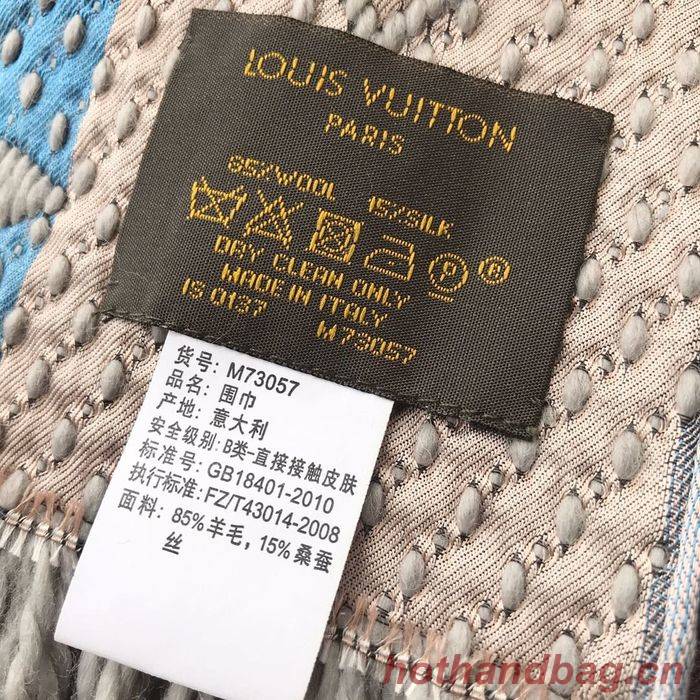 LOUIS VUITTON
PARIS
85/WOOL 15/SILK
P R
DRY CLEAN ONLY
MADE IN ITALY
IS 0137 M73057
货号: M73057
品名: 围巾
产地: 意大利
安全级别: B类-直接接触皮肤
标准号: GB18401-2010
执行标准: FZ/T43014-2008
面料: 85%羊毛，15%桑蚕
丝
hothandbag.cn